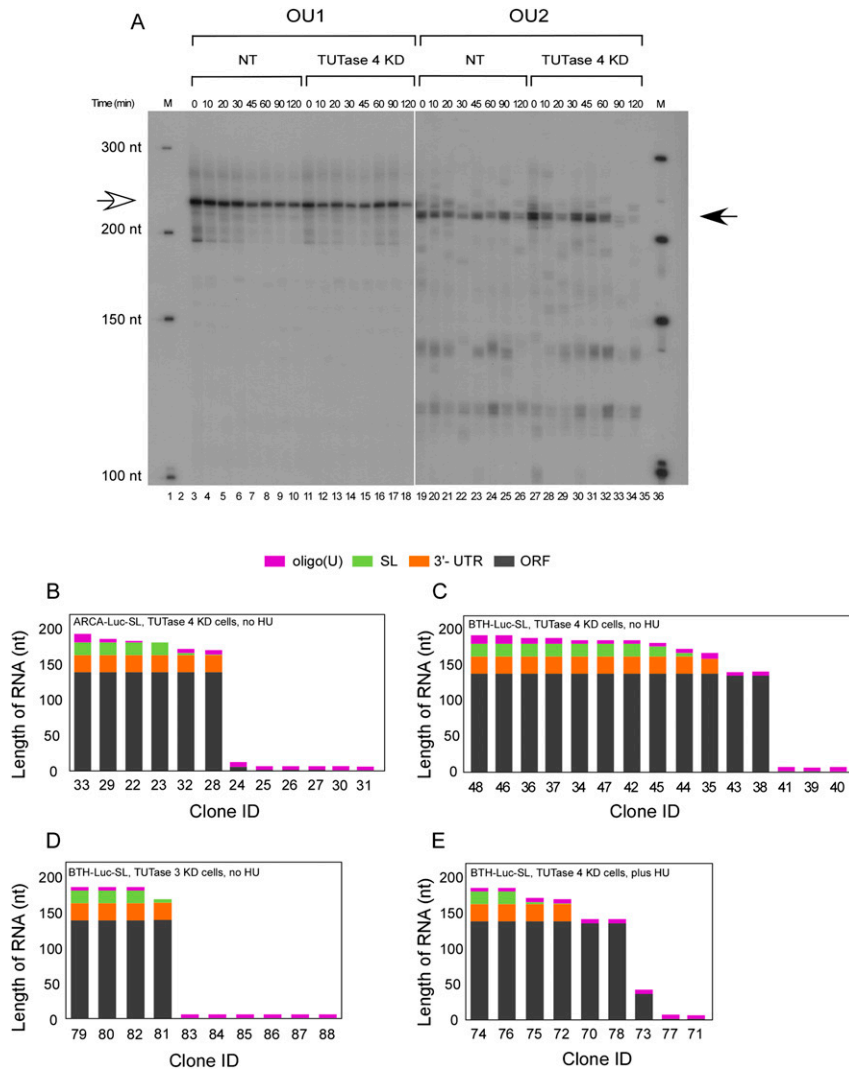 A
OU1 OU2
NT TUTase 4 KD NT TUTase 4 KD
Time (min) M 0 10 20 30 45 60 90 120 0 10 20 30 45 60 90 120 0 10 20 30 45 60 90 120 0 10 20 30 45 60 90 120 M
300 nt
200 nt
150 nt
100 nt
1 2 3 4 5 6 7 8 9 10 11 12 13 14 15 16 17 18 19 20 21 22 23 24 25 26 27 28 29 30 31 32 33 34 35 36
oligo(U) SL 3'- UTR ORF
B
ARCA-Luc-SL, TUTase 4 KD cells, no HU
Length of RNA (nt)
200
150
100
50
0
33 29 22 23 32 28 24 25 26 27 30 31
Clone ID
C
BTH-Luc-SL, TUTase 4 KD cells, no HU
Length of RNA (nt)
200
150
100
50
0
48 46 36 37 34 47 42 45 44 35 43 38 41 39 40
Clone ID
D
BTH-Luc-SL, TUTase 3 KD cells, no HU
Length of RNA (nt)
200
150
100
50
0
79 80 82 81 83 84 85 86 87 88
Clone ID
E
BTH-Luc-SL, TUTase 4 KD cells, plus HU
Length of RNA (nt)
200
150
100
50
0
74 76 75 72 70 78 73 77 71
Clone ID